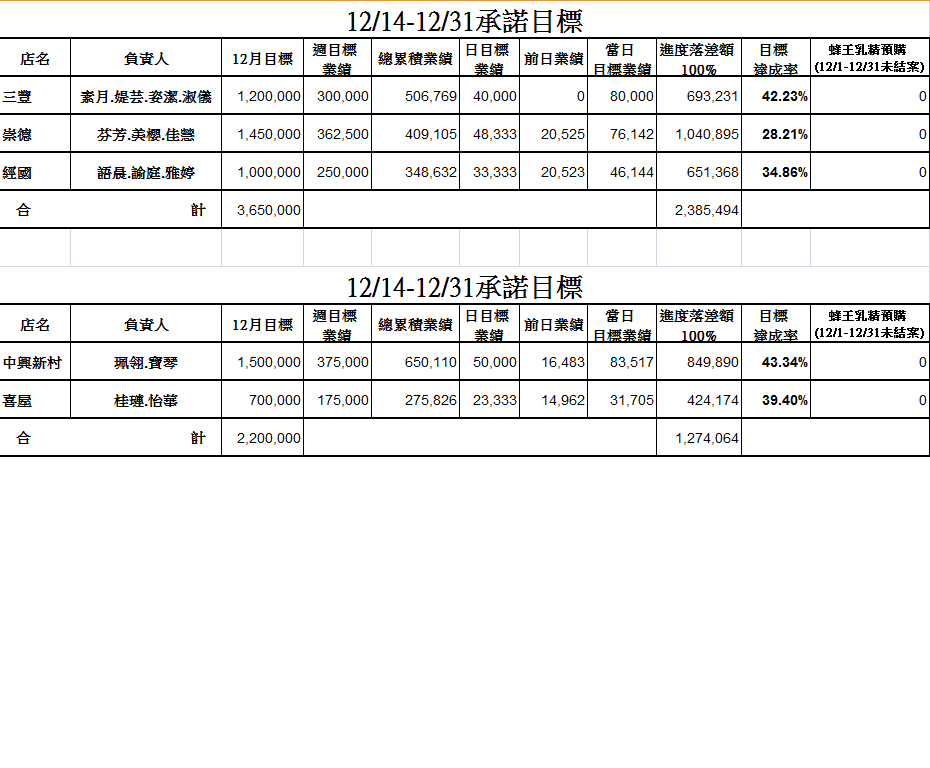 12/14-12/31承諾目標
店名 負責人 12月目標 週目標業績 總累積業績 日目標業績 前日業績 當日目標業績 進度落差額100% 目標達成率 蜂王乳精預購(12/1-12/31未結案)
三豐 素月.媞芸.姿潔.淑儀 1,200,000 300,000 506,769 40,000 0 80,000 693,231 42.23% 0
崇德 芬芳.美櫻.佳慧 1,450,000 362,500 409,105 48,333 20,525 76,142 1,040,895 28.21% 0
經國 語晨.諭庭.雅婷 1,000,000 250,000 348,632 33,333 20,523 46,144 651,368 34.86% 0
合 計 3,650,000 2,385,494
12/14-12/31承諾目標
店名 負責人 12月目標 週目標業績 總累積業績 日目標業績 前日業績 當日目標業績 進度落差額100% 目標達成率 蜂王乳精預購(12/1-12/31未結案)
中興新村 珮翎.寶琴 1,500,000 375,000 650,110 50,000 16,483 83,517 849,890 43.34% 0
喜屋 桂璉.怡蓁 700,000 175,000 275,826 23,333 14,962 31,705 424,174 39.40% 0
合 計 2,200,000 1,274,064